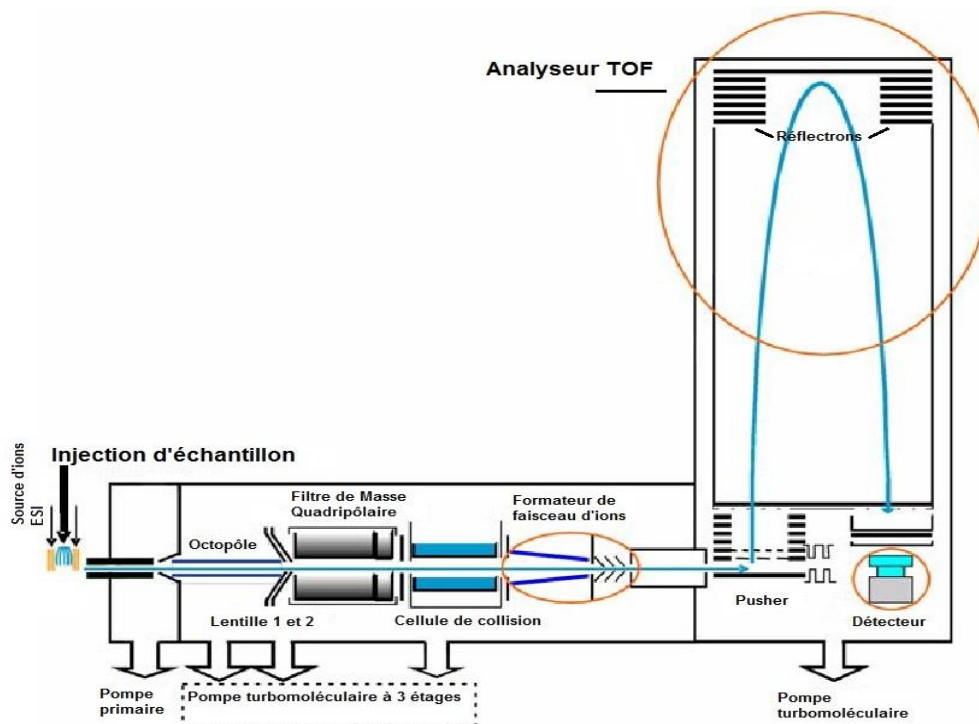 Analyseur TOF
Réflectrons
Injection d'échantillon
Source d'ions
ESI
Octopôle
Filtre de Masse
Quadripôlaire
Formateur de
faisceau d'ions
Lentille 1 et 2
Cellule de collision
Pusher
Détecteur
Pompe
primaire
Pompe turbomoléculaire à 3 étages
Pompe
turbomoléculaire